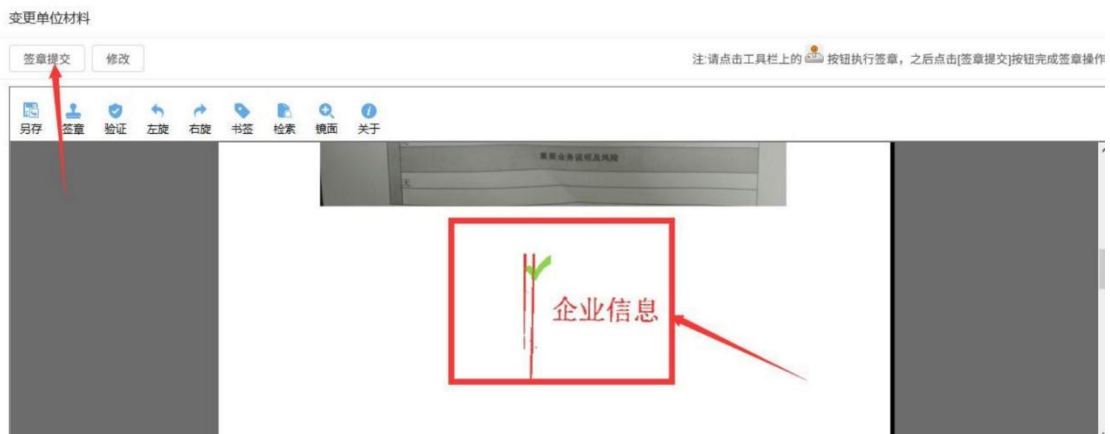 变更单位材料
签章提交 修改 注:请点击工具栏上的 按钮执行签章，之后点击[签章提交]按钮完成签章操作
另存 签章 验证 左旋 右旋 书签 检索 镜面 关于
企业信息